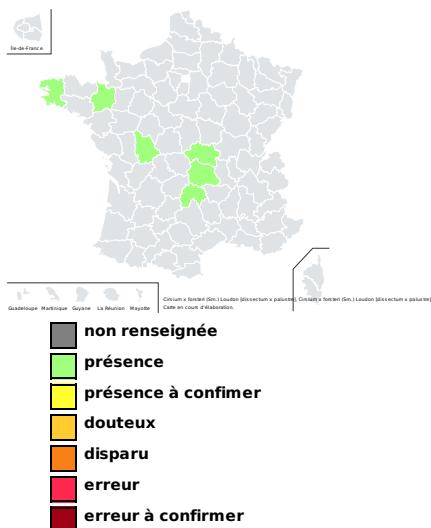 Île-de-France
Guadeloupe Martinique Guyane La Réunion Mayotte
Cirsium x forsteri (Sm.) Loudon [dissectum x palustre], Cirsium x forsteri (Sm.) Loudon [dissectum x palustre]
Carte en cours d'élaboration.
non renseignée
présence
présence à confimer
douteux
disparu
erreur
erreur à confirmer